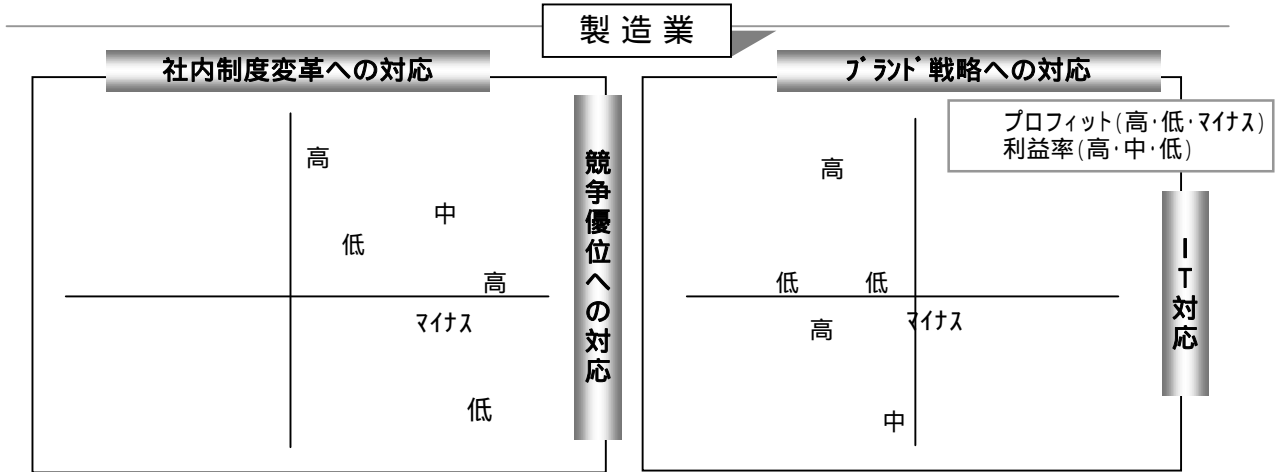 製造業
社内制度変革への対応
高
中
低
高
マイナス
低
競争優位への対応
ブランド戦略への対応
プロフィット(高･低･マイナス)
利益率(高･中･低)
高
低 低
高 マイナス
中
IT対応